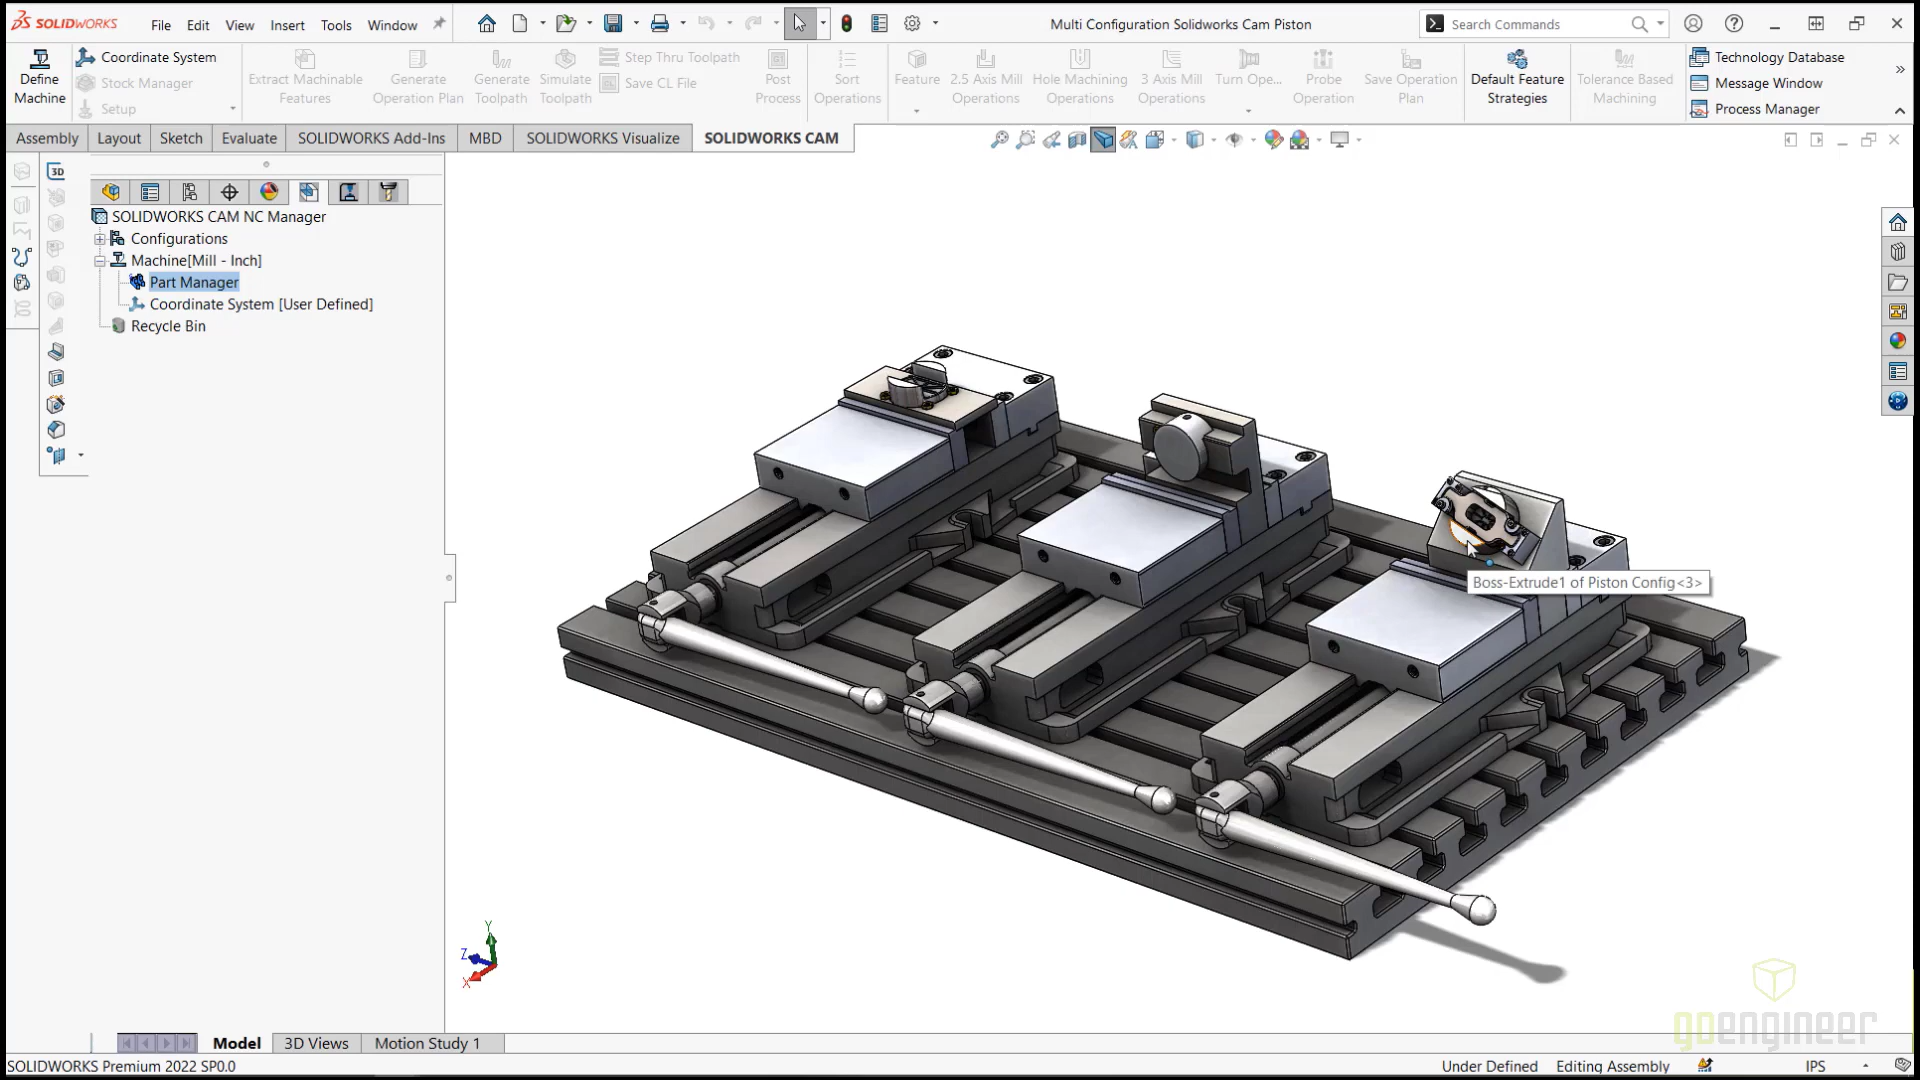 SOLIDWORKS File Edit View Insert Tools Window Multi Configuration Solidworks Cam Piston Search Commands
Define Machine
Coordinate System
Stock Manager
Setup
Extract Machinable Features
Generate Operation Plan
Generate Toolpath
Simulate Toolpath
Step Thru Toolpath
Save CL File
Post Process
Sort Operations
Feature
2.5 Axis Mill Operations
Hole Machining Operations
3 Axis Mill Operations
Turn Ope...
Probe Operation
Save Operation Plan
Default Feature Strategies
Tolerance Based Machining
Technology Database
Message Window
Process Manager
Assembly Layout Sketch Evaluate SOLIDWORKS Add-Ins MBD SOLIDWORKS Visualize SOLIDWORKS CAM
3D
SOLIDWORKS CAM NC Manager
Configurations
Machine[Mill - Inch]
Part Manager
Coordinate System [User Defined]
Recycle Bin
Boss-Extrude1 of Piston Config<3>
Y
Z
X
goengineer
Model 3D Views Motion Study 1
SOLIDWORKS Premium 2022 SP0.0 Under Defined Editing Assembly IPS